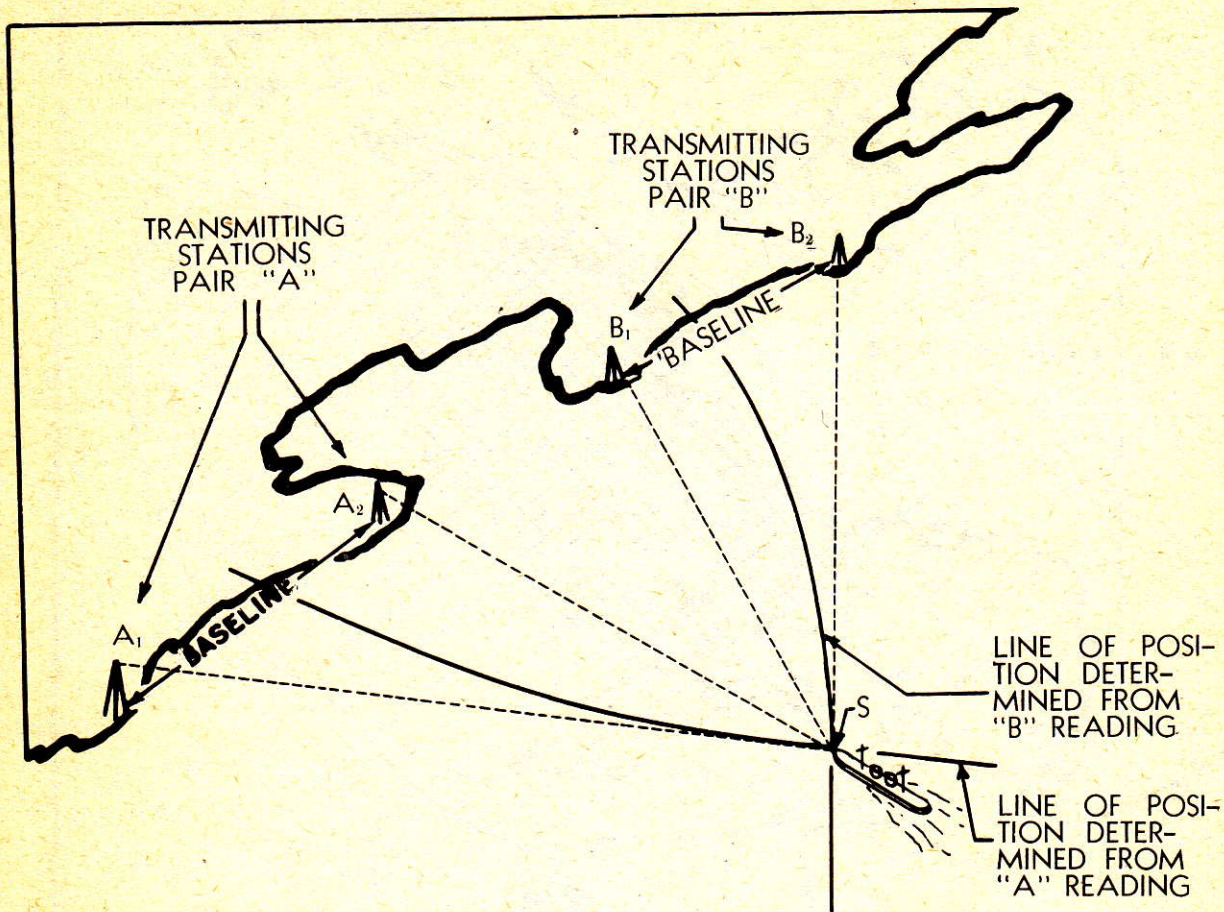 TRANSMITTING
STATIONS
PAIR "B"
TRANSMITTING
STATIONS
PAIR "A"
B₂
B₁
BASELINE
A₂
A₁
BASELINE
LINE OF POSI-
TION DETER-
MINED FROM
"B" READING
S
toot
LINE OF POSI-
TION DETER-
MINED FROM
"A" READING